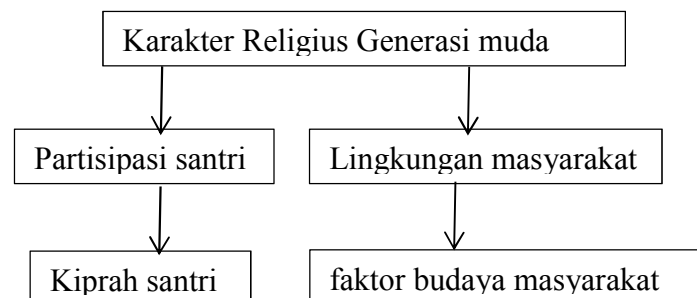 Karakter Religius Generasi muda
Partisipasi santri
Lingkungan masyarakat
Kiprah santri
faktor budaya masyarakat